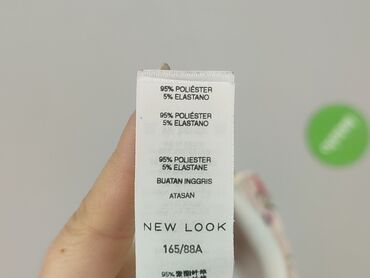 95% POLIÉSTER
5% ELASTANO
95% POLIÉSTER
5% ELASTANO
95% POLIESTER
5% ELASTANE
BUATAN INGGRIS
ATASAN
NEW LOOK
165/88A
95%